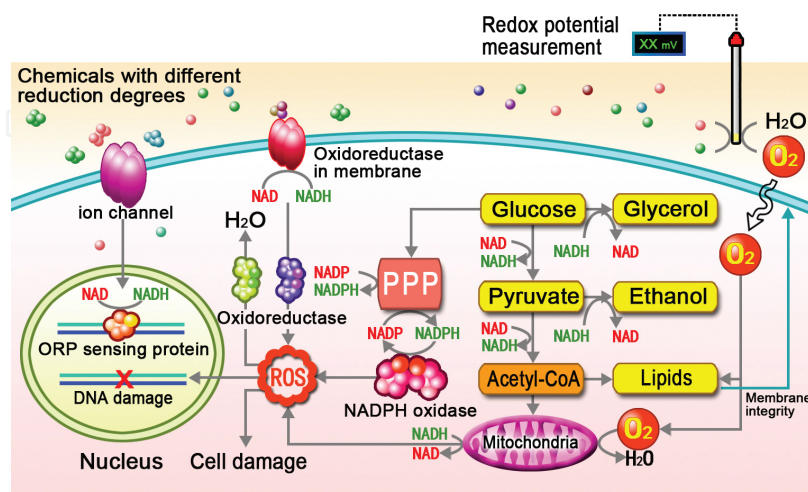 Redox potential
measurement
XX mV
Chemicals with different
reduction degrees
H2O
O2
Oxidoreductase
in membrane
NAD
NADH
ion channel
H2O
Glucose
Glycerol
NAD
NADH
NADH
NAD
O2
NADP
NADPH
PPP
NAD
NADH
Pyruvate
Ethanol
Oxidoreductase
NADP
NADPH
NAD
NADH
NADH
NAD
ORP sensing protein
ROS
Acetyl-CoA
Lipids
DNA damage
NADPH oxidase
Membrane
integrity
NADH
NAD
Mitochondria
O2
H2O
Nucleus
Cell damage